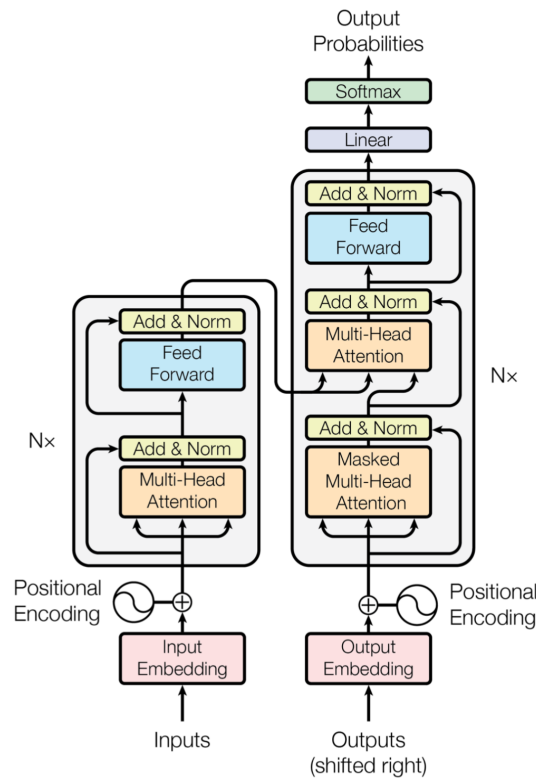 Output
Probabilities
Softmax
Linear
Add & Norm
Feed
Forward
Add & Norm
Multi-Head
Attention
Nx
Add & Norm
Masked
Multi-Head
Attention
Add & Norm
Feed
Forward
Nx
Add & Norm
Multi-Head
Attention
Positional
Encoding
Positional
Encoding
Input
Embedding
Output
Embedding
Inputs
Outputs
(shifted right)